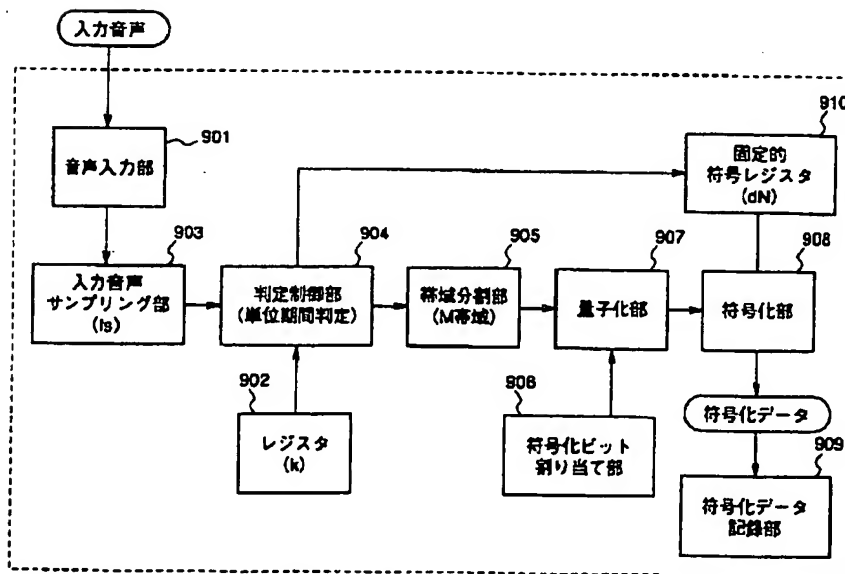 入力音声
910
901
音声入力部
固定的
符号レジスタ
(dN)
903
904
905
907
908
入力音声
サンプリング部
(fs)
判定制御部
(単位期間判定)
帯域分割部
(M帯域)
量子化部
符号化部
902
906
符号化データ
909
レジスタ
(k)
符号化ビット
割り当て部
符号化データ
記録部